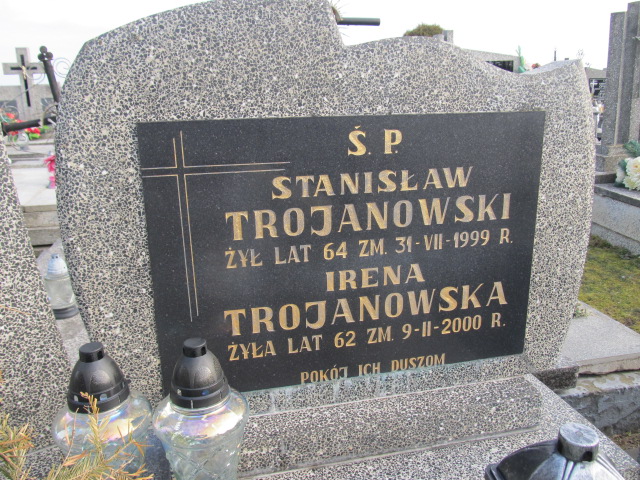 Ś. P.
STANISŁAW
TROJANOWSKI
ŻYŁ LAT 64 ZM. 31-VII-1999 R.
IRENA
TROJANOWSKA
ŻYŁA LAT 62 ZM. 9-II-2000 R.
POKÓJ ICH DUSZOM